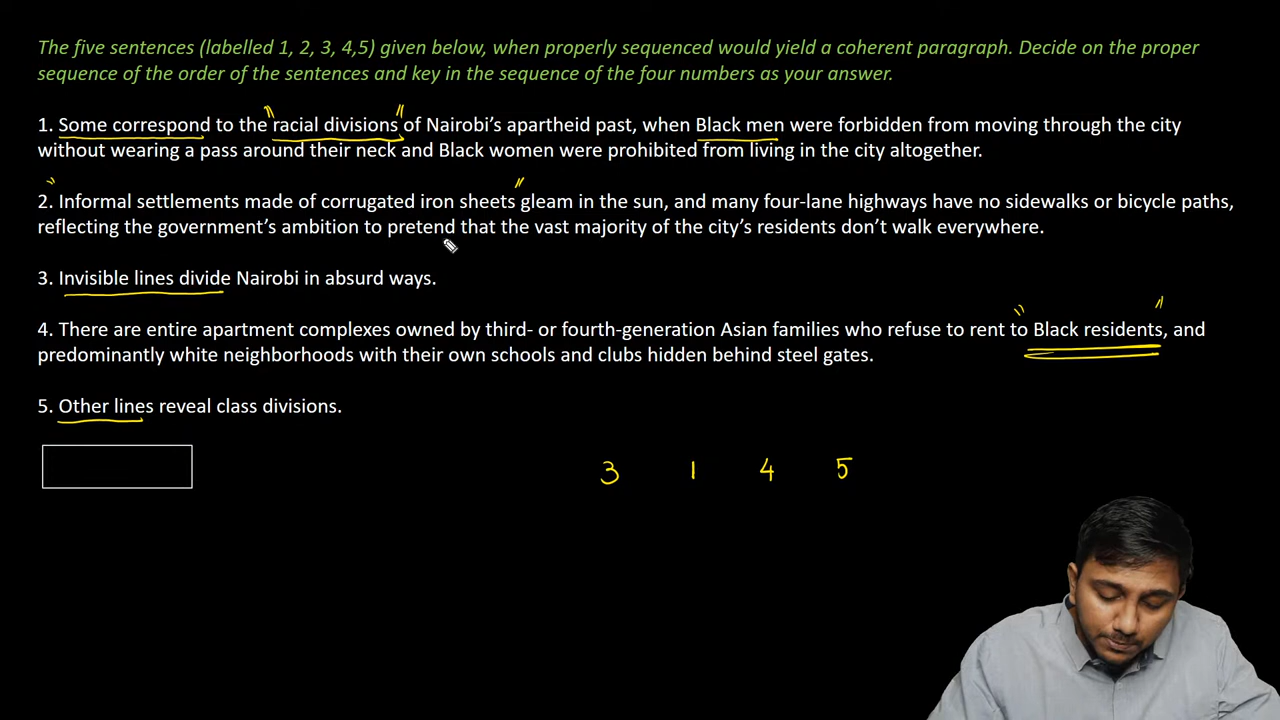 The five sentences (labelled 1, 2, 3, 4,5) given below, when properly sequenced would yield a coherent paragraph. Decide on the proper
sequence of the order of the sentences and key in the sequence of the four numbers as your answer.
1. Some correspond to the "racial divisions" of Nairobi’s apartheid past, when Black men were forbidden from moving through the city
without wearing a pass around their neck and Black women were prohibited from living in the city altogether.
2. "Informal settlements made of corrugated iron sheets" gleam in the sun, and many four-lane highways have no sidewalks or bicycle paths,
reflecting the government’s ambition to pretend that the vast majority of the city’s residents don’t walk everywhere.
3. Invisible lines divide Nairobi in absurd ways.
4. There are entire apartment complexes owned by third- or fourth-generation Asian families who refuse to rent to "Black residents", and
predominantly white neighborhoods with their own schools and clubs hidden behind steel gates.
5. Other lines reveal class divisions.
3 1 4 5